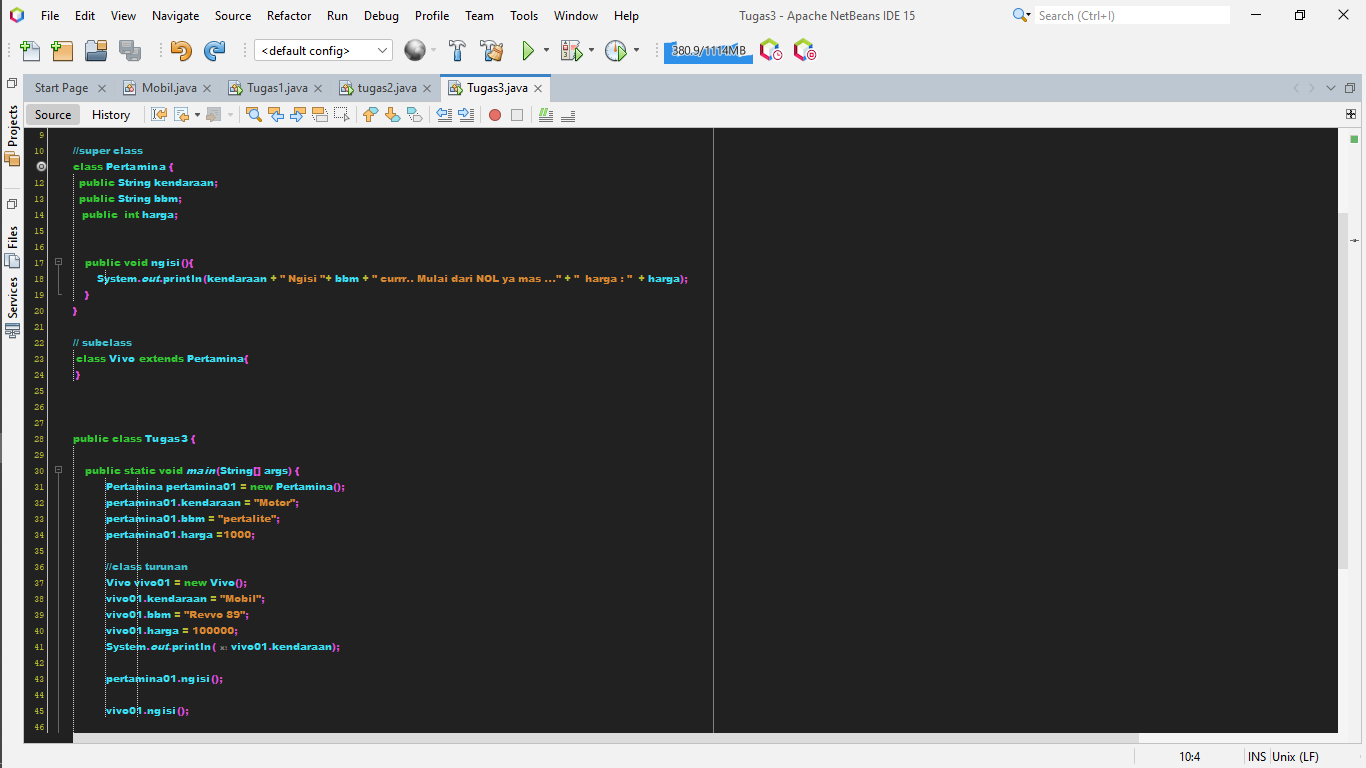 File Edit View Navigate Source Refactor Run Debug Profile Team Tools Window Help Tugas3 - Apache NetBeans IDE 15 Search (Ctrl+I)
<default config> 380.9/1114MB
Start Page Mobil.java Tugas1.java tugas2.java Tugas3.java
Source History
Projects
Files
Services
9
10 //super class
class Pertamina {
12 public String kendaraan;
13 public String bbm;
14 public int harga;
15
16
17 public void ngisi(){
18 System.out.println(kendaraan + " Ngisi "+ bbm + " currr.. Mulai dari NOL ya mas ..." + " harga : " + harga);
19 }
20 }
21
22 // subclass
23 class Vivo extends Pertamina{
24 }
25
26
27
28 public class Tugas3 {
29
30 public static void main(String[] args) {
31 Pertamina pertamina01 = new Pertamina();
32 pertamina01.kendaraan = "Motor";
33 pertamina01.bbm = "pertalite";
34 pertamina01.harga =1000;
35
36 //class turunan
37 Vivo vivo01 = new Vivo();
38 vivo01.kendaraan = "Mobil";
39 vivo01.bbm = "Revvo 89";
40 vivo01.harga = 100000;
41 System.out.println( x: vivo01.kendaraan);
42
43 pertamina01.ngisi();
44
45 vivo01.ngisi();
46
10:4 INS Unix (LF)